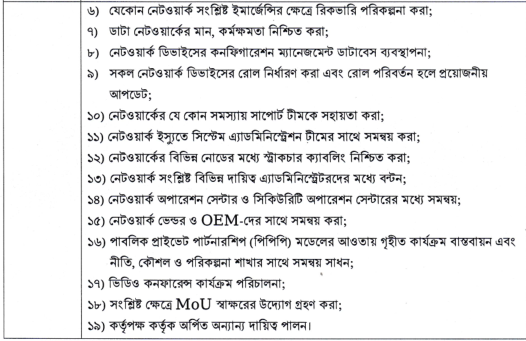 ৬) যেকোন নেটওয়ার্ক সংশ্লিষ্ট ইমার্জেন্সির ক্ষেত্রে রিকভারি পরিকল্পনা করা;
৭) ডাটা নেটওয়ার্কের মান, কর্মক্ষমতা নিশ্চিত করা;
৮) নেটওয়ার্ক ডিভাইসের কনফিগারেশন ম্যানেজমেন্ট ডাটাবেস ব্যবস্থাপনা;
৯) সকল নেটওয়ার্ক ডিভাইসের রোল নির্ধারণ করা এবং রোল পরিবর্তন হলে প্রয়োজনীয়
আপডেট;
১০) নেটওয়ার্কের যে কোন সমস্যায় সাপোর্ট টীমকে সহায়তা করা;
১১) নেটওয়ার্ক ইস্যুতে সিস্টেম এ্যাডমিনিস্ট্রেশন টীমের সাথে সমন্বয় করা;
১২) নেটওয়ার্কের বিভিন্ন নোডের মধ্যে স্ট্রাকচার ক্যাবলিং নিশ্চিত করা;
১৩) নেটওয়ার্ক সংশ্লিষ্ট বিভিন্ন দায়িত্ব এ্যাডমিনিস্ট্রেটরদের মধ্যে বন্টন;
১৪) নেটওয়ার্ক অপারেশন সেন্টার ও সিকিউরিটি অপারেশন সেন্টারের মধ্যে সমন্বয়;
১৫) নেটওয়ার্ক ভেন্ডর ও OEM-দের সাথে সমন্বয় করা;
১৬) পাবলিক প্রাইভেট পার্টনারশিপ (পিপিপি) মডেলের আওতায় গৃহীত কার্যক্রম বাস্তবায়ন এবং
নীতি, কৌশল ও পরিকল্পনা শাখার সাথে সমন্বয় সাধন;
১৭) ভিডিও কনফারেন্স কার্যক্রম পরিচালনা;
১৮) সংশ্লিষ্ট ক্ষেত্রে MoU স্বাক্ষরের উদ্যোগ গ্রহণ করা;
১৯) কর্তৃপক্ষ কর্তৃক অর্পিত অন্যান্য দায়িত্ব পালন।